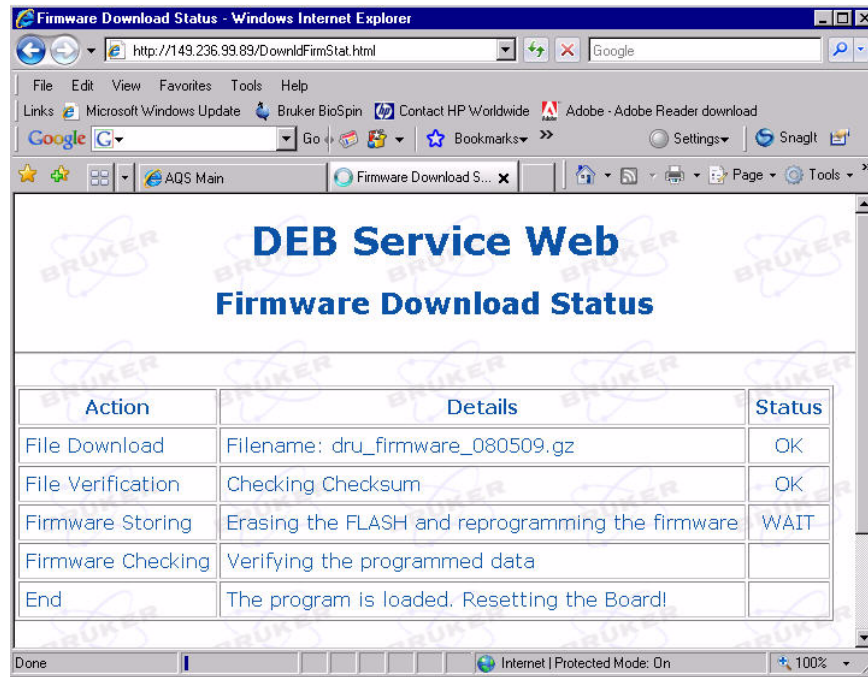 Firmware Download Status - Windows Internet Explorer
http://149.236.99.89/DownldFirmStat.html Google
File Edit View Favorites Tools Help
Links Microsoft Windows Update Bruker BioSpin Contact HP Worldwide Adobe - Adobe Reader download
Google G Go Bookmarks >> Settings SnagIt
AQS Main Firmware Download S... Page Tools >>
DEB Service Web
Firmware Download Status
Action Details Status
File Download Filename: dru_firmware_080509.gz OK
File Verification Checking Checksum OK
Firmware Storing Erasing the FLASH and reprogramming the firmware WAIT
Firmware Checking Verifying the programmed data
End The program is loaded. Resetting the Board!
BRUKER
Done Internet | Protected Mode: On 100%